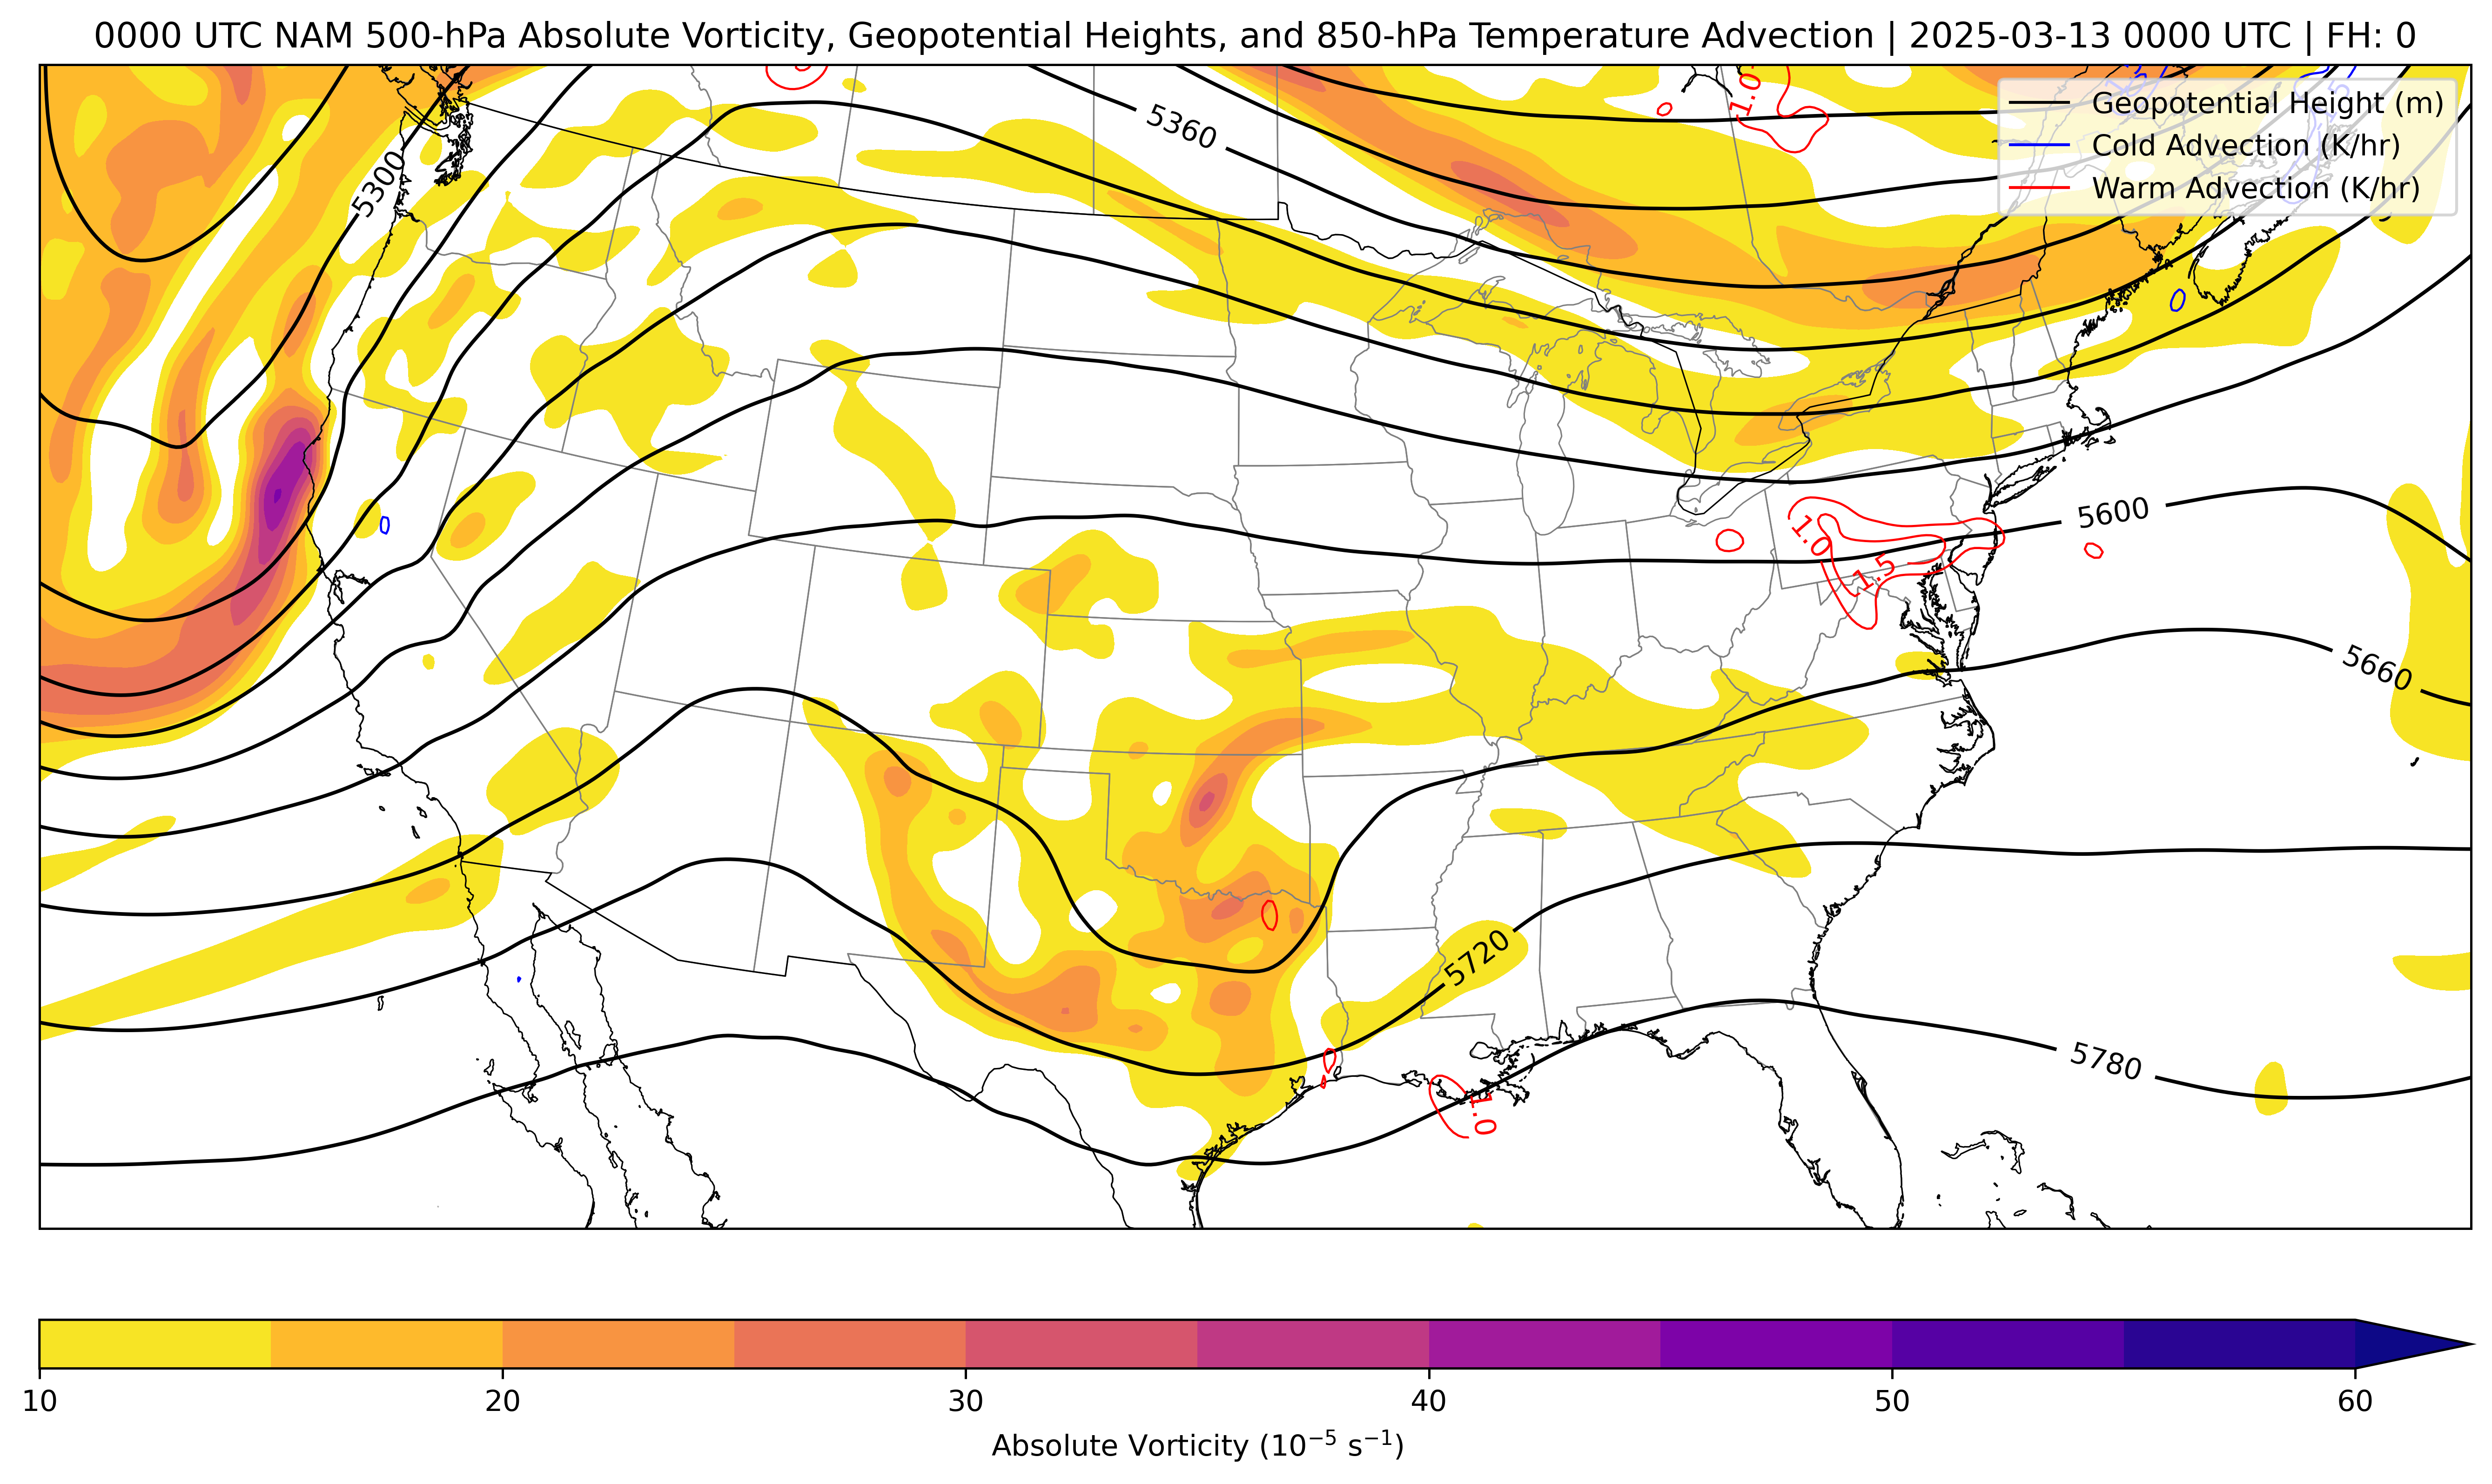 0000 UTC NAM 500-hPa Absolute Vorticity, Geopotential Heights, and 850-hPa Temperature Advection | 2025-03-13 0000 UTC | FH: 0
Geopotential Height (m)
Cold Advection (K/hr)
Warm Advection (K/hr)
1.0
5360
5300
5600
1.0
1.5
5660
5720
5780
1.0
10 20 30 40 50 60
Absolute Vorticity (10⁻⁵ s⁻¹)